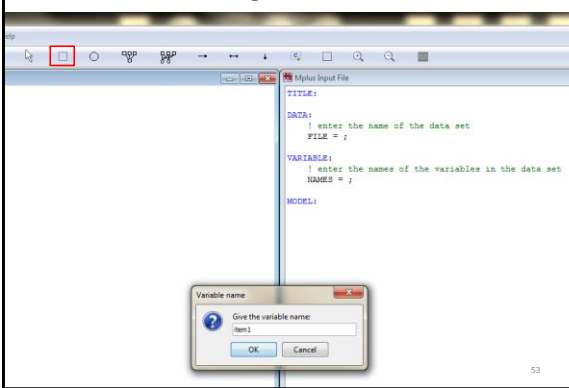 elp
Mplus Input File
TITLE:
DATA:
! enter the name of the data set
FILE = ;
VARIABLE:
! enter the names of the variables in the data set
NAMES = ;
MODEL:
Variable name
Give the variable name:
item1
OK
Cancel
53